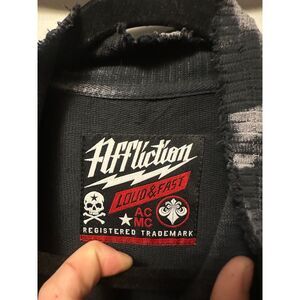 Affliction
LOUD & FAST
AC
MC
REGISTERED TRADEMARK